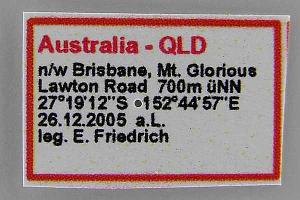 Australia - QLD
n/w Brisbane, Mt. Glorious
Lawton Road 700m üNN
27°19'12''S 152°44'57''E
26.12.2005 a.L.
leg. E. Friedrich